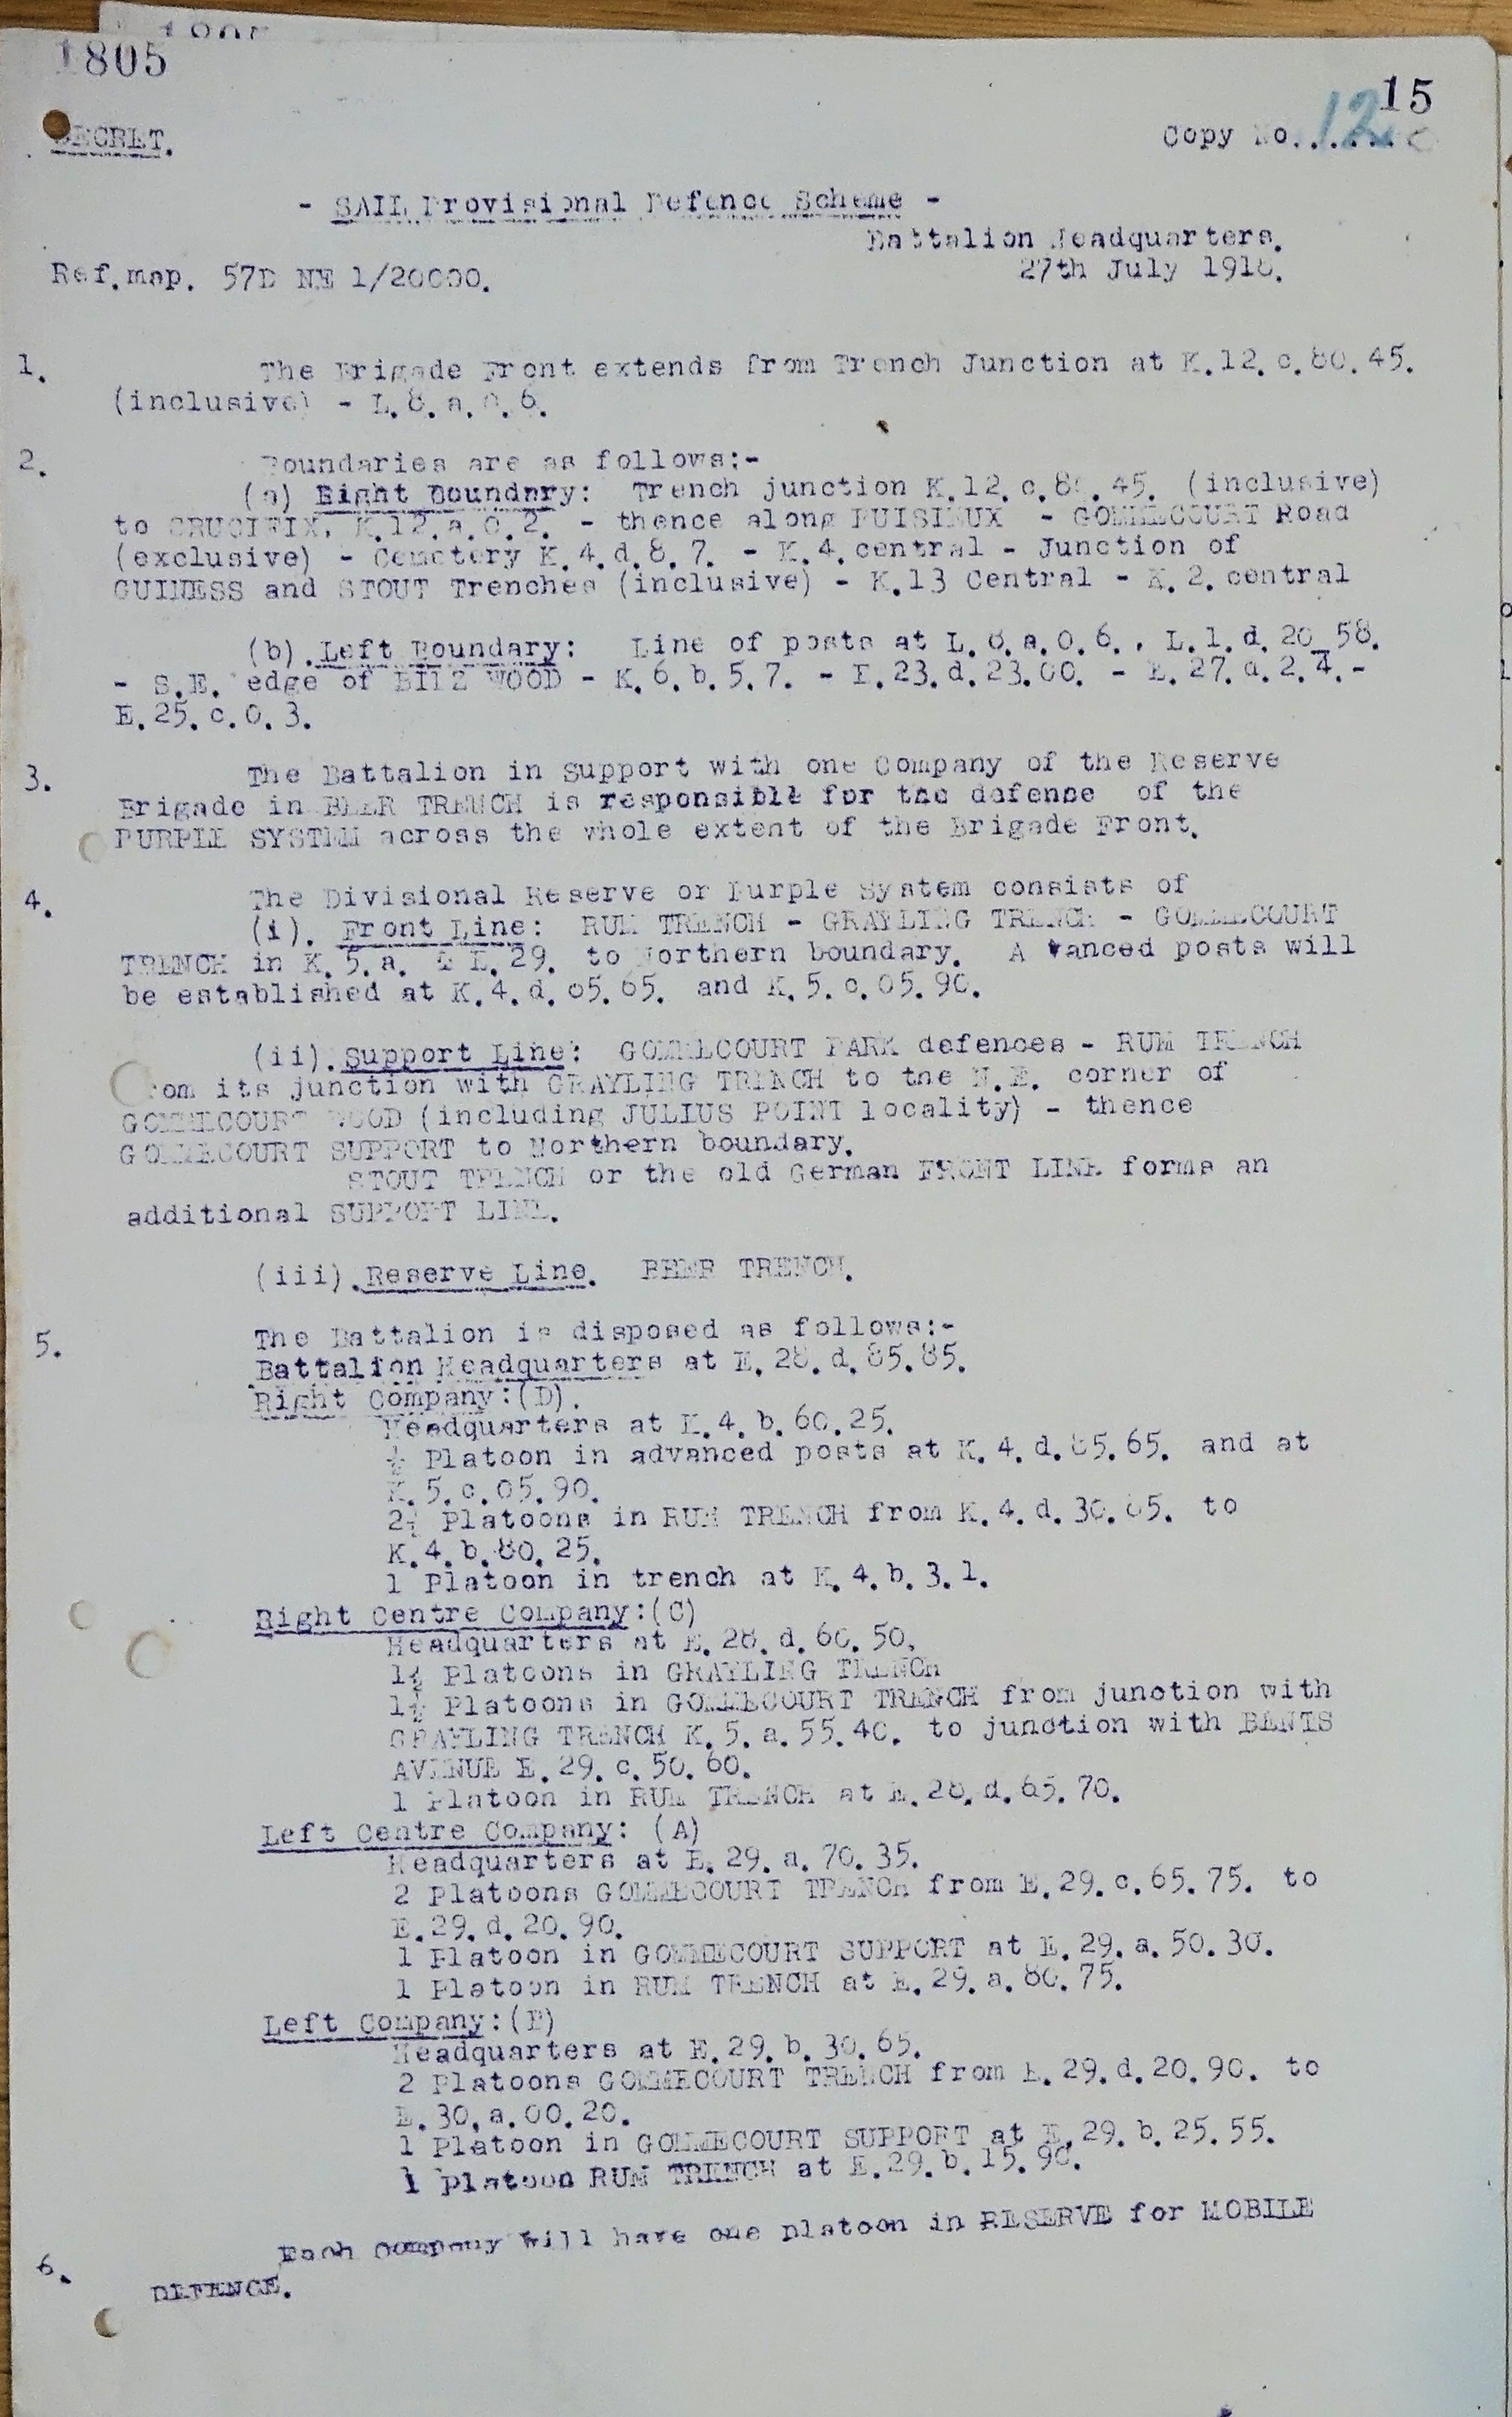 1805
15
SECRET.
Copy No. 12
- SAIL Provisional Defence Scheme -
Battalion Headquarters.
27th July 1918.
Ref.map. 57D NE 1/20000.
1. The Brigade Front extends from Trench Junction at K.12.c.80.45.
(inclusive) - L.8.a.0.6.
2. Boundaries are as follows:-
(a) Right Boundary: Trench junction K.12.c.80.45. (inclusive)
to CRUCIFIX, K.12.a.0.2. - thence along PUISIEUX - GOMMECOURT Road
(exclusive) - Cemetery K.4.d.8.7. - K.4.central - Junction of
GUINESS and STOUT Trenches (inclusive) - K.13 Central - K.2.central
(b).Left Boundary: Line of posts at L.8.a.0.6., L.1.d.20_58.
- S.E. edge of BIEZ WOOD - K.6.b.5.7. - E.23.d.23.00. - E.27.a.2.4.-
E.25.c.0.3.
3. The Battalion in support with one Company of the Reserve
Brigade in BEER TRENCH is responsible for the defence of the
PURPLE SYSTEM across the whole extent of the Brigade Front.
4. The Divisional Reserve or Purple System consists of
(i). Front Line: RUM TRENCH - GRAYLING TRENCH - GOMMECOURT
TRENCH in K.5.a. & E.29. to Northern boundary. A vanced posts will
be established at K.4.d.85.65. and K.5.c.05.90.
(ii).Support Line: GOMMECOURT PARK defences - RUM TRENCH
from its junction with GRAYLING TRENCH to the N.E. corner of
GOMMECOURT WOOD (including JULIUS POINT locality) - thence
GOMMECOURT SUPPORT to Northern boundary.
STOUT TRENCH or the old German FRONT LINE forms an
additional SUPPORT LINE.
(iii).Reserve Line. BEER TRENCH.
5. The Battalion is disposed as follows:-
Battalion Headquarters at E.28.d.85.85.
Right Company:(D).
Headquarters at K.4.b.60.25.
½ Platoon in advanced posts at K.4.d.85.65. and at
K.5.c.05.90.
2½ Platoons in RUM TRENCH from K.4.d.30.65. to
K.4.b.80.25.
1 Platoon in trench at K.4.b.3.1.
Right Centre Company:(C)
Headquarters at E.28.d.60.50.
1½ Platoons in GRAYLING TRENCH
1½ Platoons in GOMMECOURT TRENCH from junction with
GRAYLING TRENCH K.5.a.55.40. to junction with BENTS
AVENUE E.29.c.50.60.
1 Platoon in RUM TRENCH at E.28.d.65.70.
Left Centre Company: (A)
Headquarters at E.29.a.70.35.
2 Platoons GOMMECOURT TRENCH from E.29.c.65.75. to
E.29.d.20.90.
1 Platoon in GOMMECOURT SUPPORT at E.29.a.50.30.
1 Platoon in RUM TRENCH at E.29.a.80.75.
Left Company:(B)
Headquarters at E.29.b.30.65.
2 Platoons GOMMECOURT TRENCH from E.29.d.20.90. to
E.30.a.00.20.
1 Platoon in GOMMECOURT SUPPORT at E.29.b.25.55.
1 Platoon RUM TRENCH at E.29.b.15.90.
6. Each company will have one platoon in RESERVE for MOBILE
DEFENCE.